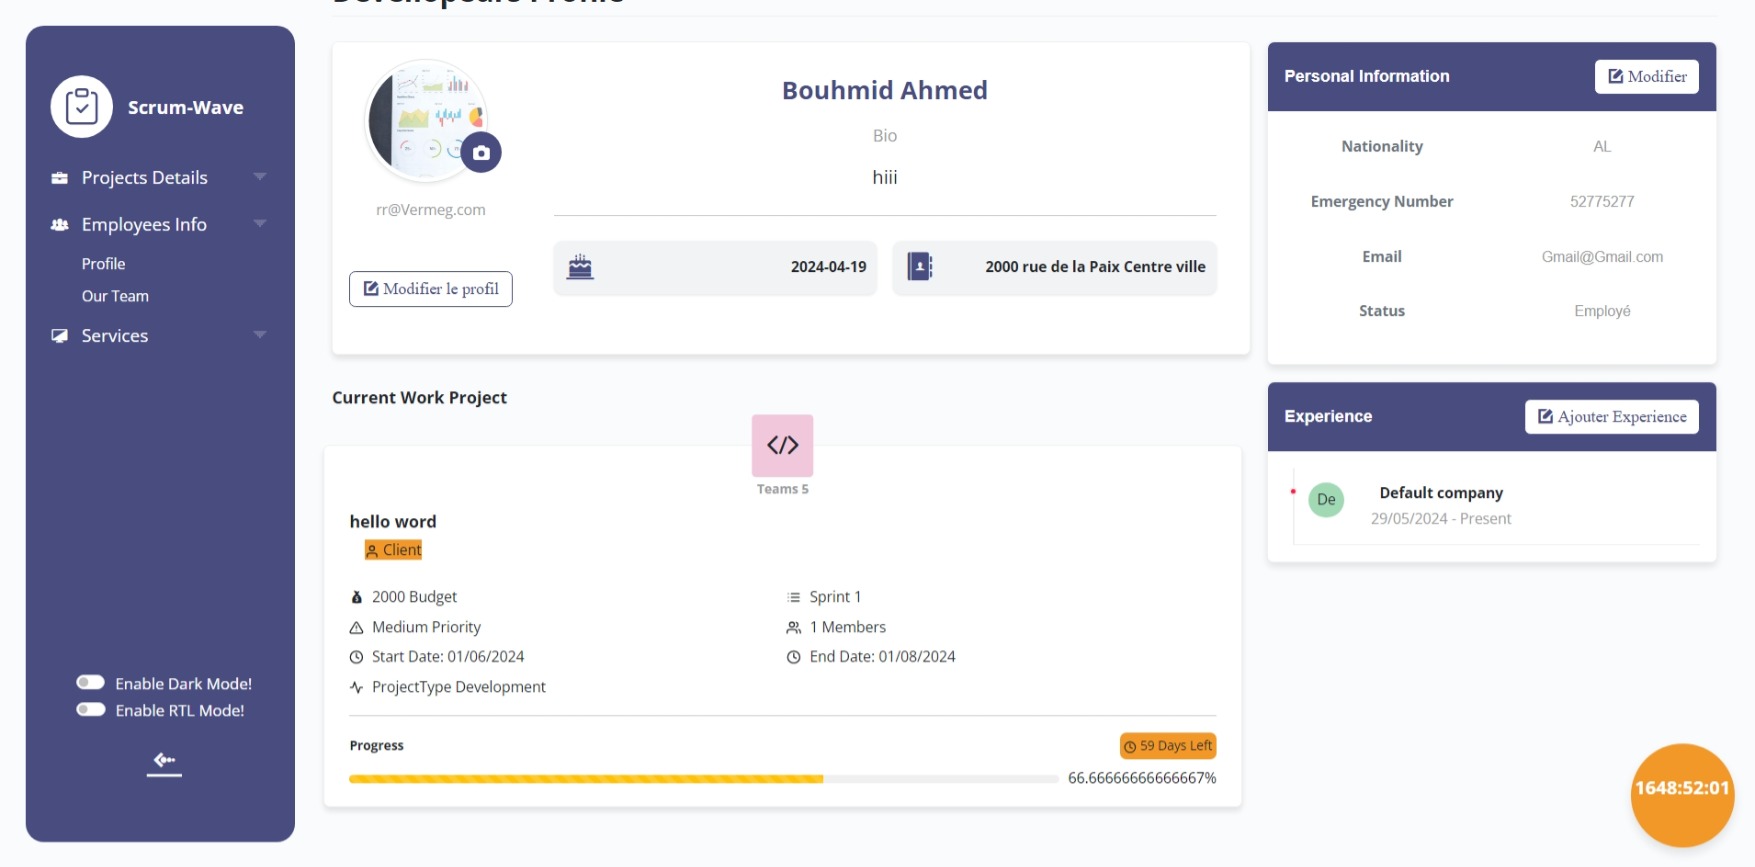 Developears Profile
Scrum-Wave
Projects Details
Employees Info
Profile
Our Team
Services
Enable Dark Mode!
Enable RTL Mode!
rr@Vermeg.com
Modifier le profil
Bouhmid Ahmed
Bio
hiii
2024-04-19
2000 rue de la Paix Centre ville
Current Work Project
Teams 5
hello word
Client
2000 Budget
Sprint 1
Medium Priority
1 Members
Start Date: 01/06/2024
End Date: 01/08/2024
ProjectType Development
Progress
59 Days Left
66.66666666666667%
Personal Information
Modifier
Nationality AL
Emergency Number 52775277
Email Gmail@Gmail.com
Status Employé
Experience
Ajouter Experience
De
Default company
29/05/2024 - Present
1648:52:01